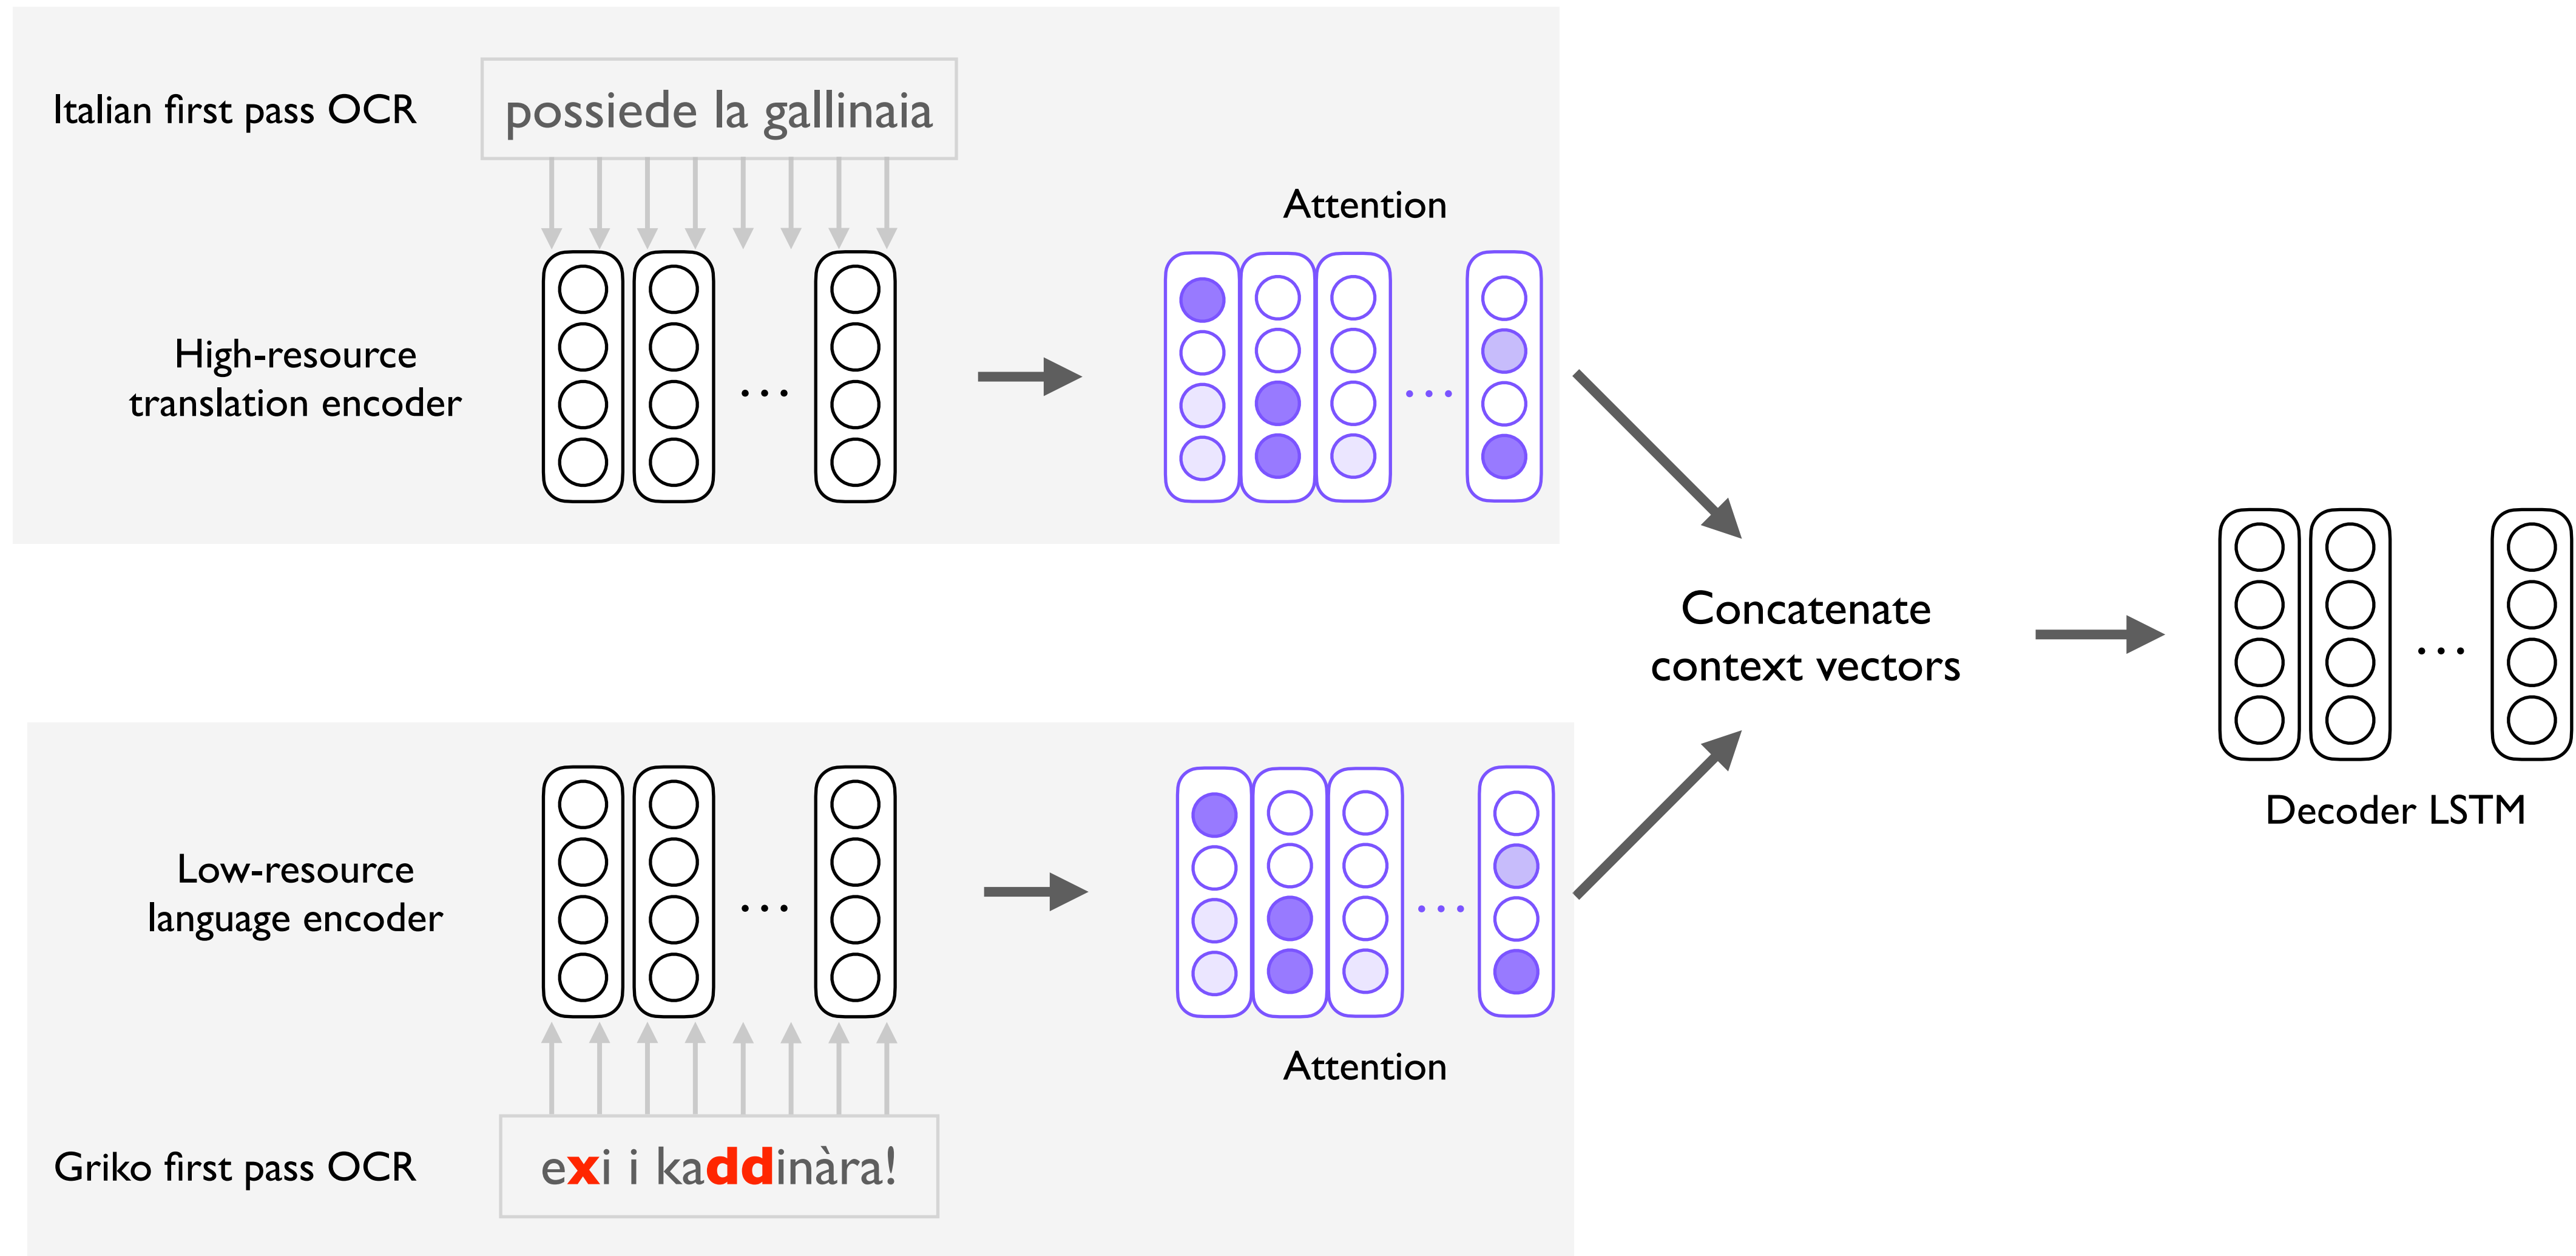 Italian first pass OCR
possiede la gallinaia
Attention
High-resource
translation encoder
...
...
Concatenate
context vectors
...
Decoder LSTM
Low-resource
language encoder
...
...
Attention
Griko first pass OCR
exi i kaddinàra!